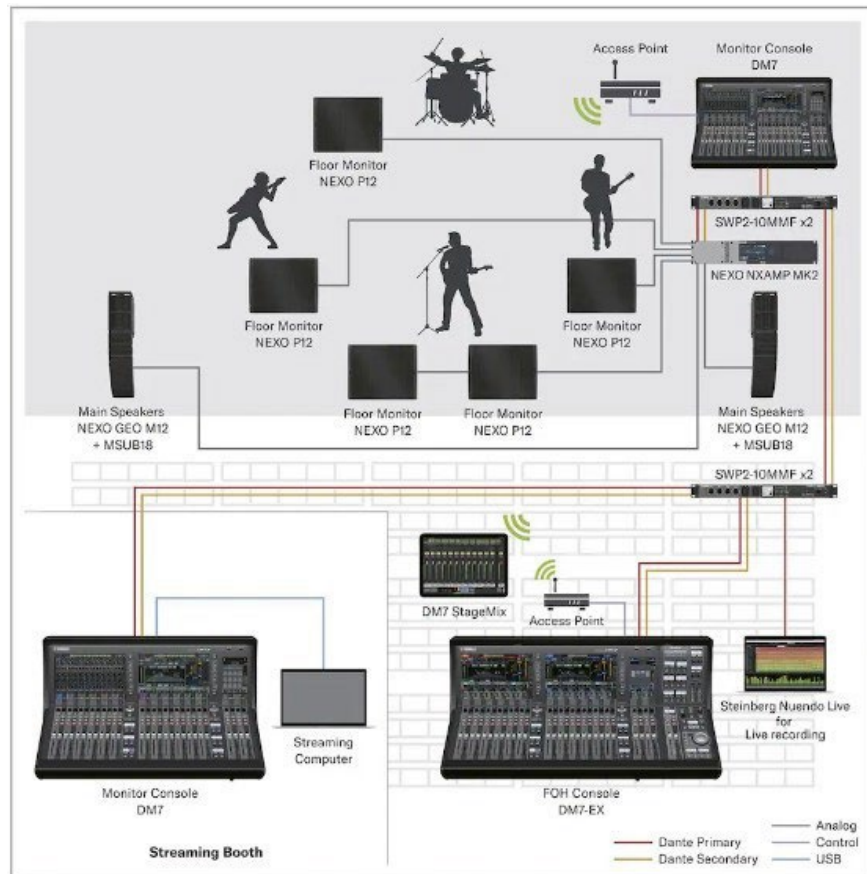 Access Point
Monitor Console
DM7
Floor Monitor
NEXO P12
SWP2-10MMF x2
NEXO NXAMP MK2
Floor Monitor
NEXO P12
Floor Monitor
NEXO P12
Floor Monitor
NEXO P12
Floor Monitor
NEXO P12
Main Speakers
NEXO GEO M12
+ MSUB18
Main Speakers
NEXO GEO M12
+ MSUB18
SWP2-10MMF x2
DM7 StageMix
Access Point
Streaming
Computer
Steinberg Nuendo Live
for
Live recording
Monitor Console
DM7
FOH Console
DM7-EX
Streaming Booth
Analog
Dante Primary
Control
Dante Secondary
USB